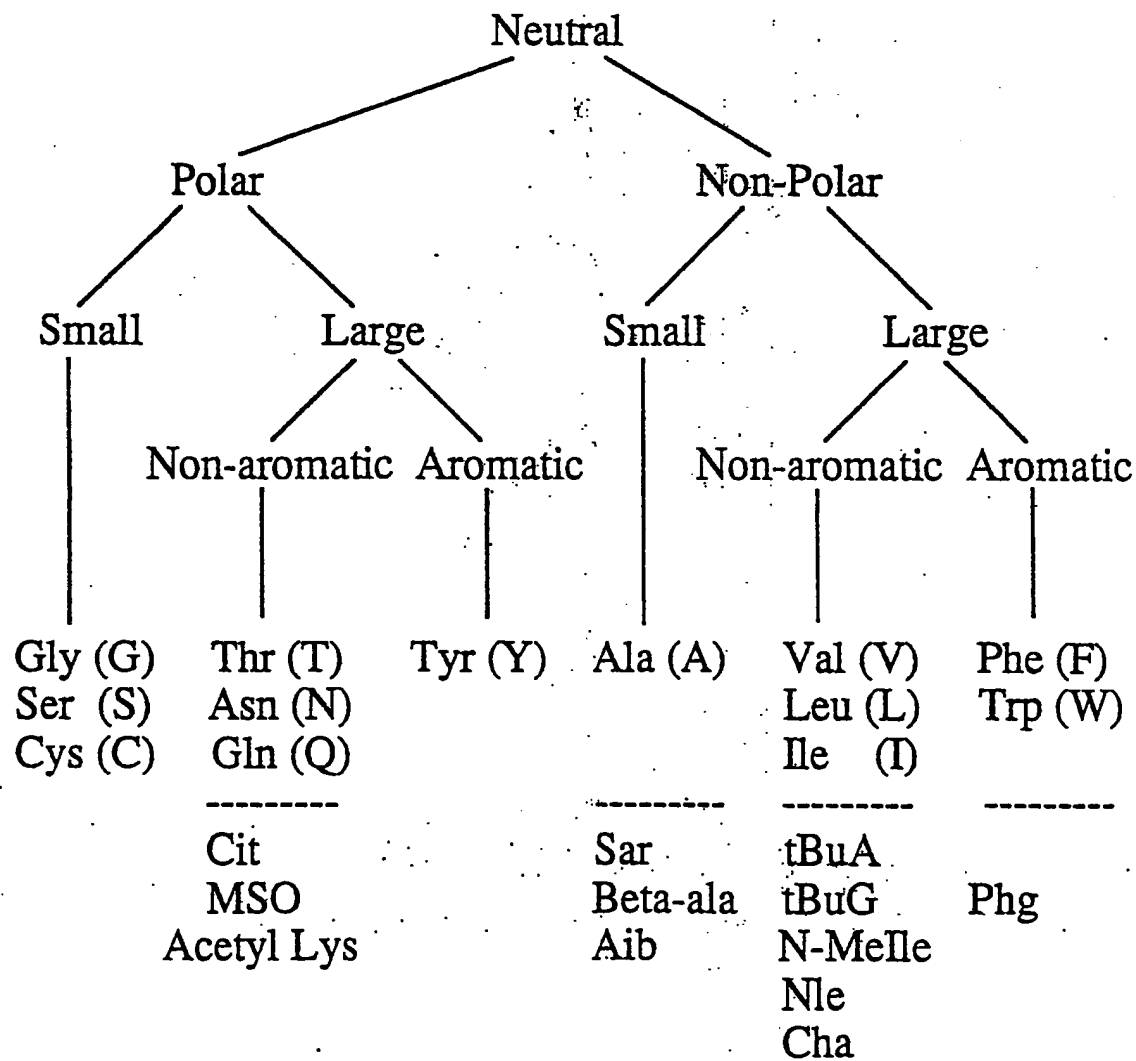 Neutral
Polar Non-Polar
Small Large Small Large
Non-aromatic Aromatic Non-aromatic Aromatic
Gly (G) Thr (T) Tyr (Y) Ala (A) Val (V) Phe (F)
Ser (S) Asn (N) Leu (L) Trp (W)
Cys (C) Gln (Q) Ile (I)
Cit Sar tBuA
MSO Beta-ala tBuG Phg
Acetyl Lys Aib N-MeIle
Nle
Cha